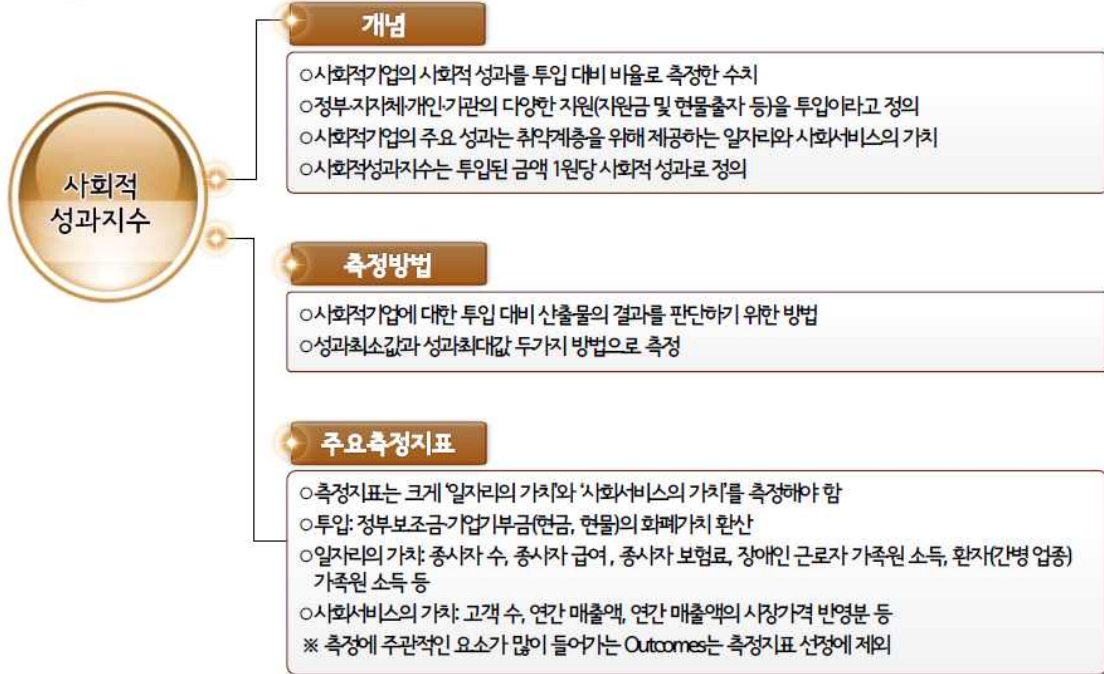 개념
○사회적기업의 사회적 성과를 투입 대비 비율로 측정한 수치
○정부·지자체·개인·기관의 다양한 지원(지원금 및 현물출자 등)을 투입이라고 정의
○사회적기업의 주요 성과는 취약계층을 위해 제공하는 일자리와 사회서비스의 가치
○사회적성과지수는 투입된 금액 1원당 사회적 성과로 정의
사회적
성과지수
측정방법
○사회적기업에 대한 투입 대비 산출물의 결과를 판단하기 위한 방법
○성과최소값과 성과최대값 두가지 방법으로 측정
주요측정지표
○측정지표는 크게 '일자리의 가치'와 '사회서비스의 가치'를 측정해야 함
○투입: 정부보조금·기업기부금(현금, 현물)의 화폐가치 환산
○일자리의 가치: 종사자 수, 종사자 급여 , 종사자 보험료, 장애인 근로자 가족원 소득, 환자(간병 업종)
가족원 소득 등
○사회서비스의 가치: 고객 수, 연간 매출액, 연간 매출액의 시장가격 반영분 등
※ 측정에 주관적인 요소가 많이 들어가는 Outcomes는 측정지표 선정에 제외